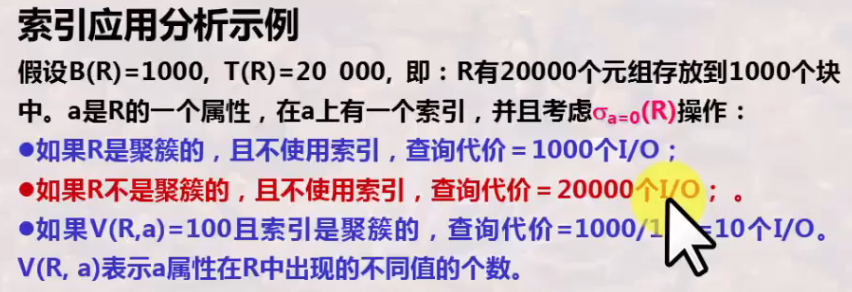 索引应用分析示例
假设B(R)=1000, T(R)=20 000, 即：R有20000个元组存放到1000个块
中。a是R的一个属性，在a上有一个索引，并且考虑σa=0(R)操作：
●如果R是聚簇的，且不使用索引，查询代价＝1000个I/O；
●如果R不是聚簇的，且不使用索引，查询代价＝20000个I/O； 。
●如果V(R,a)=100且索引是聚簇的，查询代价=1000/1 =10个I/O。
V(R, a)表示a属性在R中出现的不同值的个数。